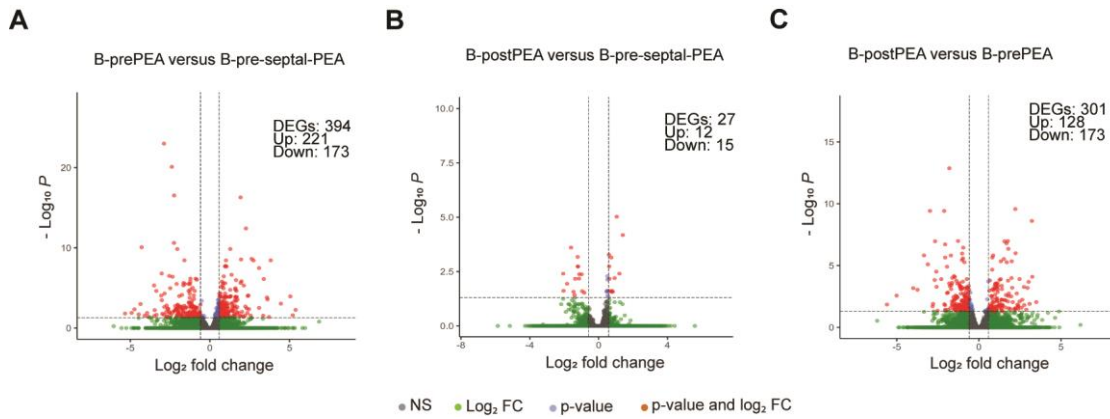 A
B-prePEA versus B-pre-septal-PEA
DEGs: 394
Up: 221
Down: 173
20
10
0
- Log₁₀ P
-5
0
5
Log₂ fold change
B
B-postPEA versus B-pre-septal-PEA
DEGs: 27
Up: 12
Down: 15
10.0
7.5
5.0
2.5
0.0
- Log₁₀ P
-8
-4
0
4
Log₂ fold change
C
B-postPEA versus B-prePEA
DEGs: 301
Up: 128
Down: 173
15
10
5
0
- Log₁₀ P
-5
0
5
Log₂ fold change
NS
Log₂ FC
p-value
p-value and log₂ FC